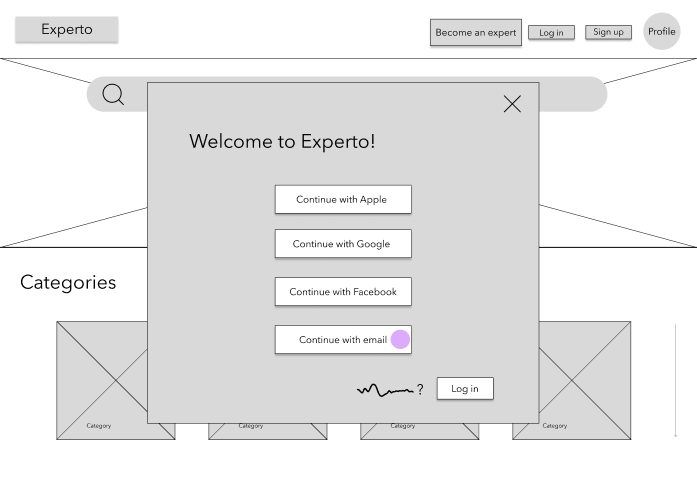 Experto
Become an expert
Log in
Sign up
Profile
Welcome to Experto!
Continue with Apple
Continue with Google
Continue with Facebook
Continue with email
?
Log in
Categories
Category
Category
Category
Category